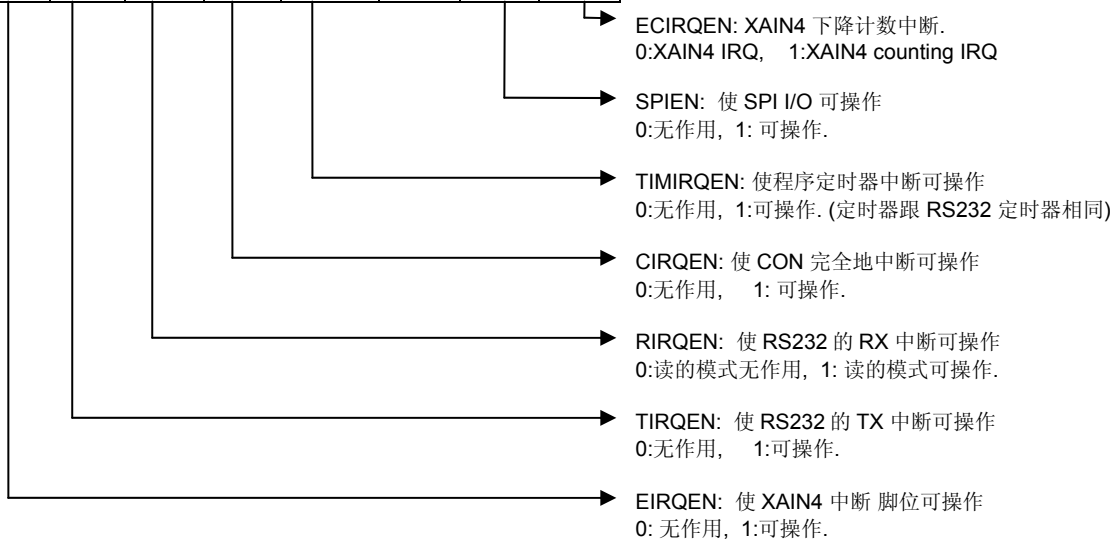 ECIRQEN: XAIN4 下降计数中断.
0:XAIN4 IRQ, 1:XAIN4 counting IRQ
SPIEN: 使 SPI I/O 可操作
0:无作用, 1: 可操作.
TIMIRQEN: 使程序定时器中断可操作
0:无作用, 1:可操作. (定时器跟 RS232 定时器相同)
CIRQEN: 使 CON 完全地中断可操作
0:无作用, 1: 可操作.
RIRQEN: 使 RS232 的 RX 中断可操作
0:读的模式无作用, 1: 读的模式可操作.
TIRQEN: 使 RS232 的 TX 中断可操作
0:无作用, 1:可操作.
EIRQEN: 使 XAIN4 中断 脚位可操作
0: 无作用, 1:可操作.